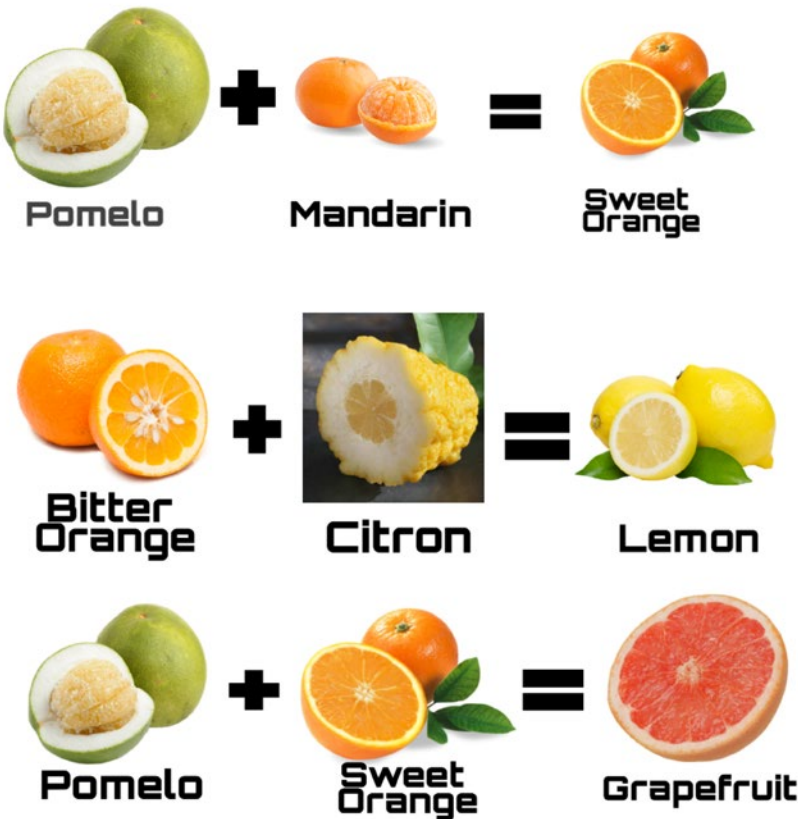 Pomelo
Mandarin
Sweet
Orange
Bitter
Orange
Citron
Lemon
Pomelo
Sweet
Orange
Grapefruit